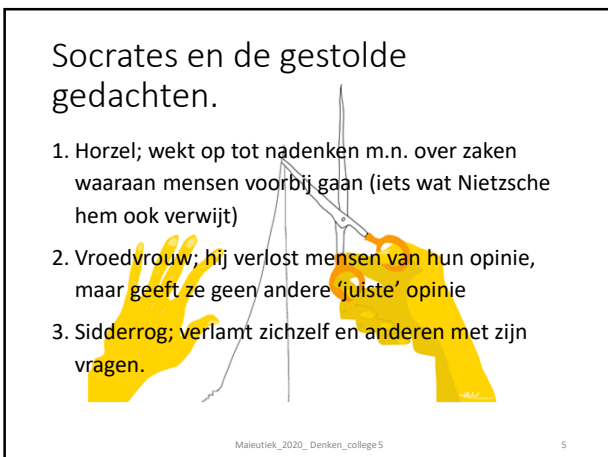 Socrates en de gestolde
gedachten.
1. Horzel; wekt op tot nadenken m.n. over zaken
waaraan mensen voorbij gaan (iets wat Nietzsche
hem ook verwijt)
2. Vroedvrouw; hij verlost mensen van hun opinie,
maar geeft ze geen andere ‘juiste’ opinie
3. Sidderrog; verlamt zichzelf en anderen met zijn
vragen.
Maieutiek_2020_ Denken_college 5
5